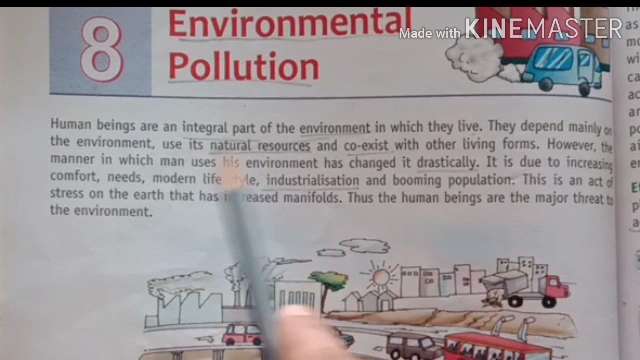 Made with KINEMASTER
8
Environmental
Pollution
Human beings are an integral part of the environment in which they live. They depend mainly on
the environment, use its natural resources and co-exist with other living forms. However, the
manner in which man uses his environment has changed it drastically. It is due to increasing
comfort, needs, modern life style, industrialisation and booming population. This is an act of
stress on the earth that has increased manifolds. Thus the human beings are the major threat to
the environment.